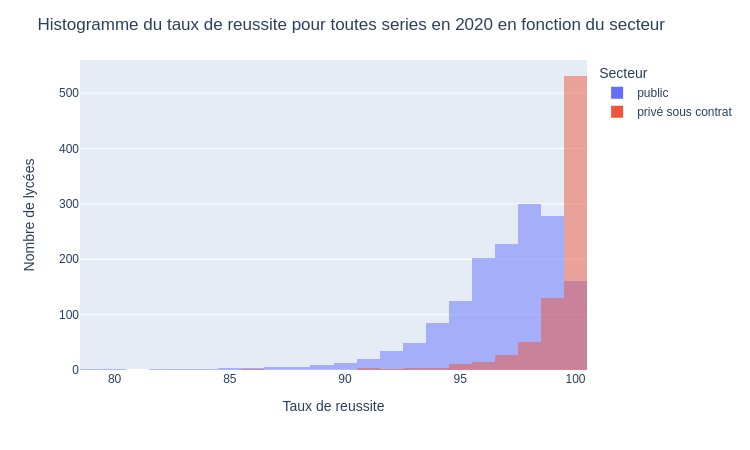 Histogramme du taux de reussite pour toutes series en 2020 en fonction du secteur
Secteur
public
privé sous contrat
Nombre de lycées
500
400
300
200
100
0
80
85
90
95
100
Taux de reussite